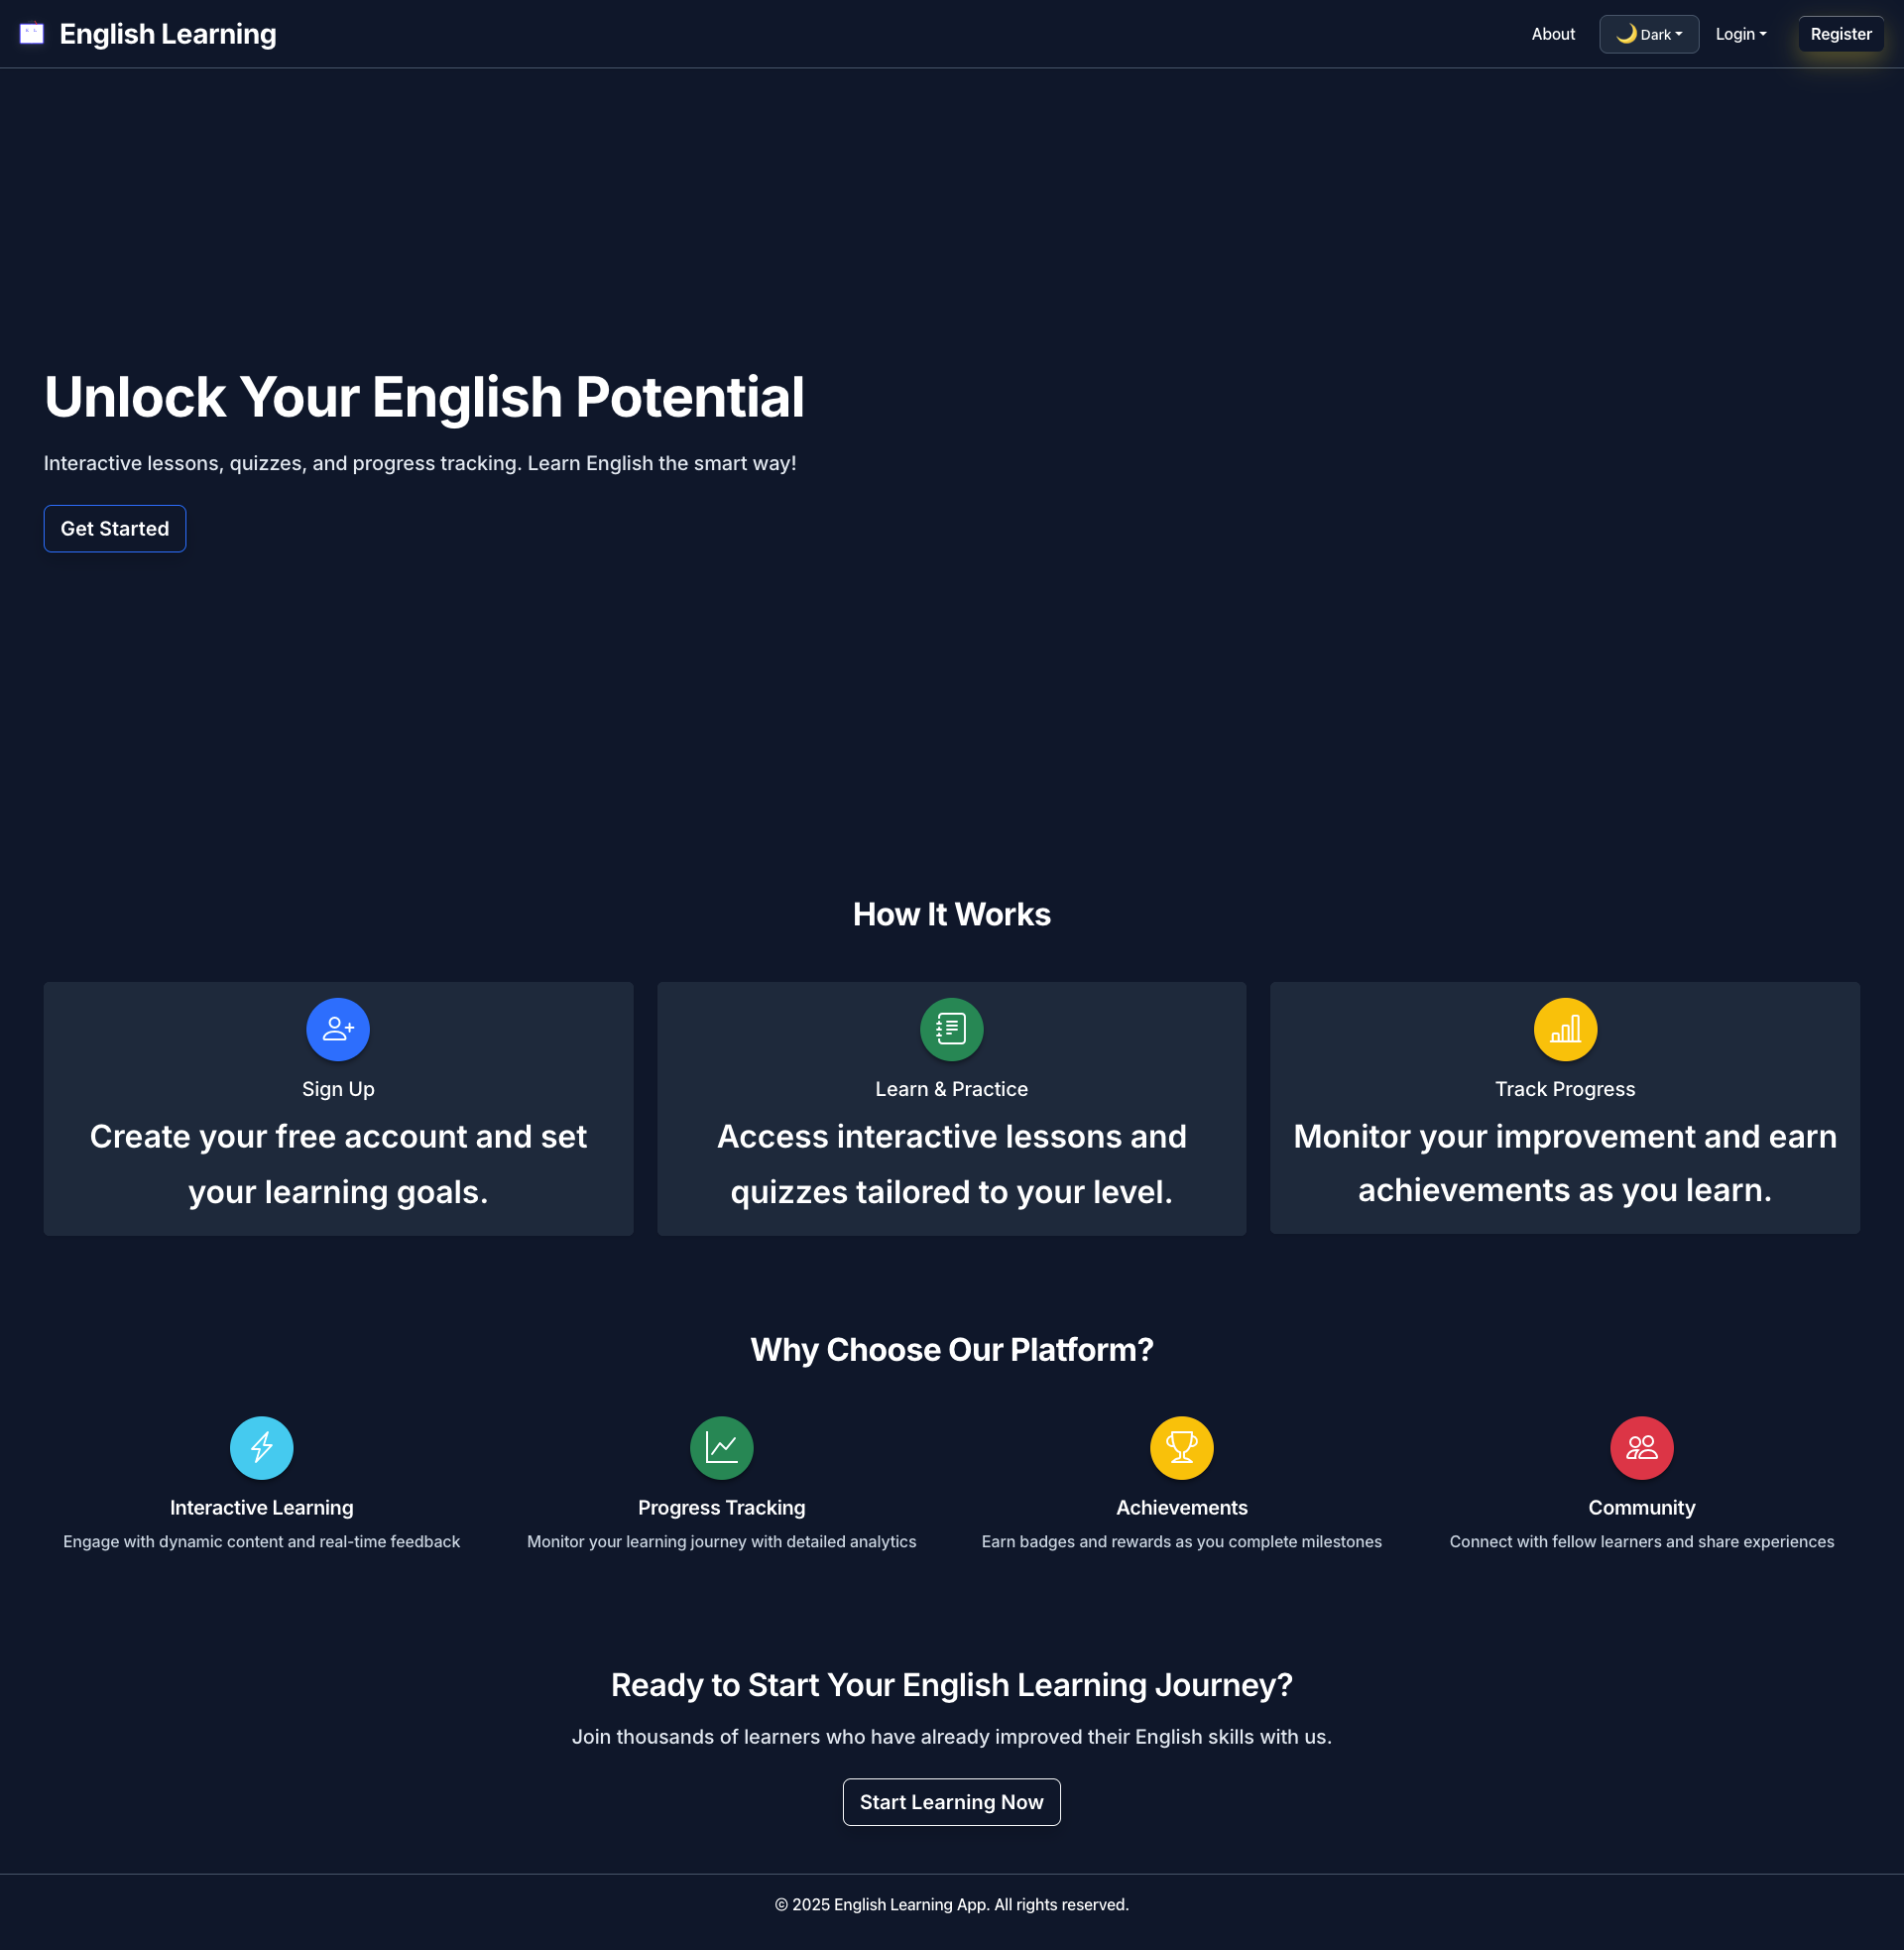 English Learning
About
🌙 Dark
Login
Register
Unlock Your English Potential
Interactive lessons, quizzes, and progress tracking. Learn English the smart way!
Get Started
How It Works
Sign Up
Create your free account and set
your learning goals.
Learn & Practice
Access interactive lessons and
quizzes tailored to your level.
Track Progress
Monitor your improvement and earn
achievements as you learn.
Why Choose Our Platform?
Interactive Learning
Engage with dynamic content and real-time feedback
Progress Tracking
Monitor your learning journey with detailed analytics
Achievements
Earn badges and rewards as you complete milestones
Community
Connect with fellow learners and share experiences
Ready to Start Your English Learning Journey?
Join thousands of learners who have already improved their English skills with us.
Start Learning Now
© 2025 English Learning App. All rights reserved.